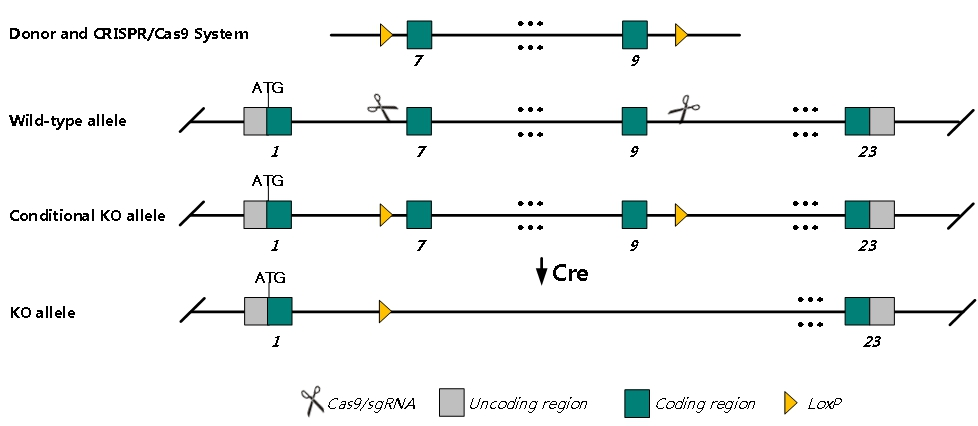 Donor and CRISPR/Cas9 System
7 9
ATG
Wild-type allele
1 7 9 23
ATG
Conditional KO allele
1 7 9 23
Cre
ATG
KO allele
1 23
Cas9/sgRNA Uncoding region Coding region LoxP